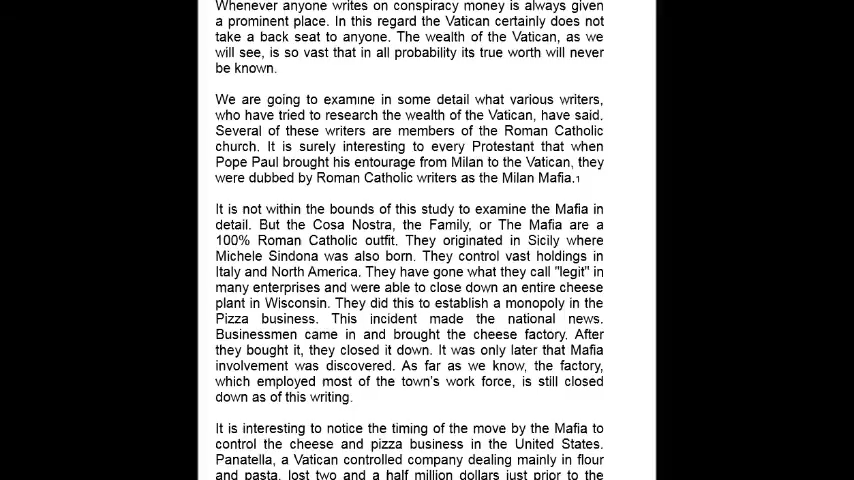 Whenever anyone writes on conspiracy money is always given
a prominent place. In this regard the Vatican certainly does not
take a back seat to anyone. The wealth of the Vatican, as we
will see, is so vast that in all probability its true worth will never
be known.
We are going to examine in some detail what various writers,
who have tried to research the wealth of the Vatican, have said.
Several of these writers are members of the Roman Catholic
church. It is surely interesting to every Protestant that when
Pope Paul brought his entourage from Milan to the Vatican, they
were dubbed by Roman Catholic writers as the Milan Mafia.1
It is not within the bounds of this study to examine the Mafia in
detail. But the Cosa Nostra, the Family, or The Mafia are a
100% Roman Catholic outfit. They originated in Sicily where
Michele Sindona was also born. They control vast holdings in
Italy and North America. They have gone what they call "legit" in
many enterprises and were able to close down an entire cheese
plant in Wisconsin. They did this to establish a monopoly in the
Pizza business. This incident made the national news.
Businessmen came in and brought the cheese factory. After
they bought it, they closed it down. It was only later that Mafia
involvement was discovered. As far as we know, the factory,
which employed most of the town's work force, is still closed
down as of this writing.
It is interesting to notice the timing of the move by the Mafia to
control the cheese and pizza business in the United States.
Panatella, a Vatican controlled company dealing mainly in flour
and pasta, lost two and a half million dollars just prior to the